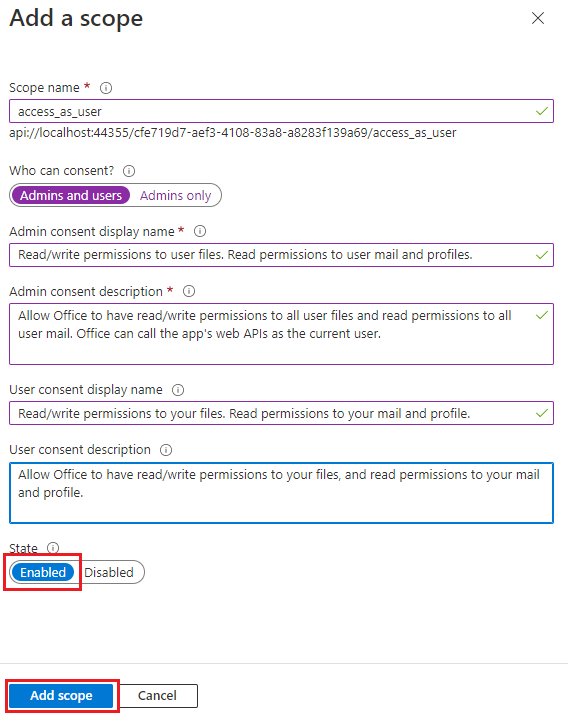 Add a scope
Scope name *
access_as_user
api://localhost:44355/cfe719d7-aef3-4108-83a8-a8283f139a69/access_as_user
Who can consent?
Admins and users Admins only
Admin consent display name *
Read/write permissions to user files. Read permissions to user mail and profiles.
Admin consent description *
Allow Office to have read/write permissions to all user files and read permissions to all
user mail. Office can call the app's web APIs as the current user.
User consent display name
Read/write permissions to your files. Read permissions to your mail and profile.
User consent description
Allow Office to have read/write permissions to your files, and read permissions to your mail
and profile.
State
Enabled Disabled
Add scope Cancel